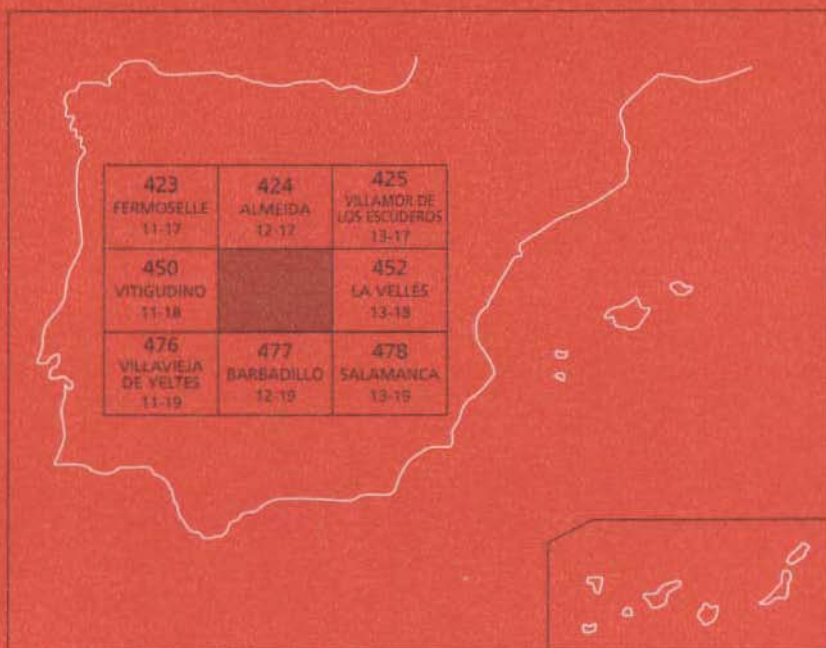 423
FERMOSELLE
11-17
424
ALMEIDA
12-17
425
VILLAMOR DE
LOS ESCUDEROS
13-17
450
VITIGUDINO
11-18
452
LA VELLÉS
13-18
476
VILLAVIEJA
DE YELTES
11-19
477
BARBADILLO
12-19
478
SALAMANCA
13-19